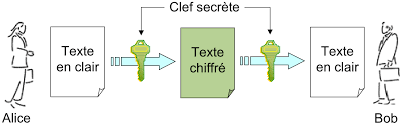 Clef secrète
Texte
en clair
Texte
chiffré
Texte
en clair
Alice
Bob